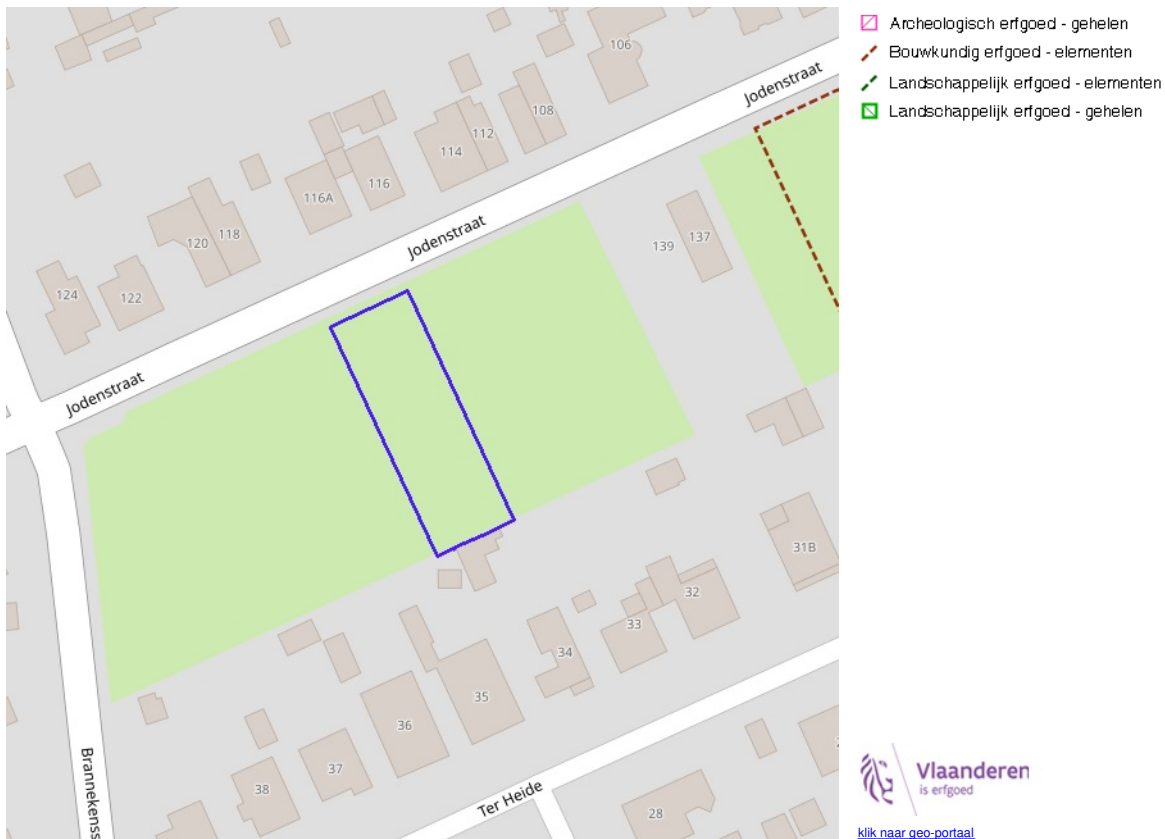 Archeologisch erfgoed - gehelen
Bouwkundig erfgoed - elementen
Landschappelijk erfgoed - elementen
Landschappelijk erfgoed - gehelen
106
Jodenstraat
108
112
114
116
116A
118
120
Jodenstraat
137
139
124
122
Jodenstraat
31B
32
33
34
35
36
37
38
Brannekenss
Ter Heide
28
Vlaanderen
is erfgoed
klik naar geo-portaal